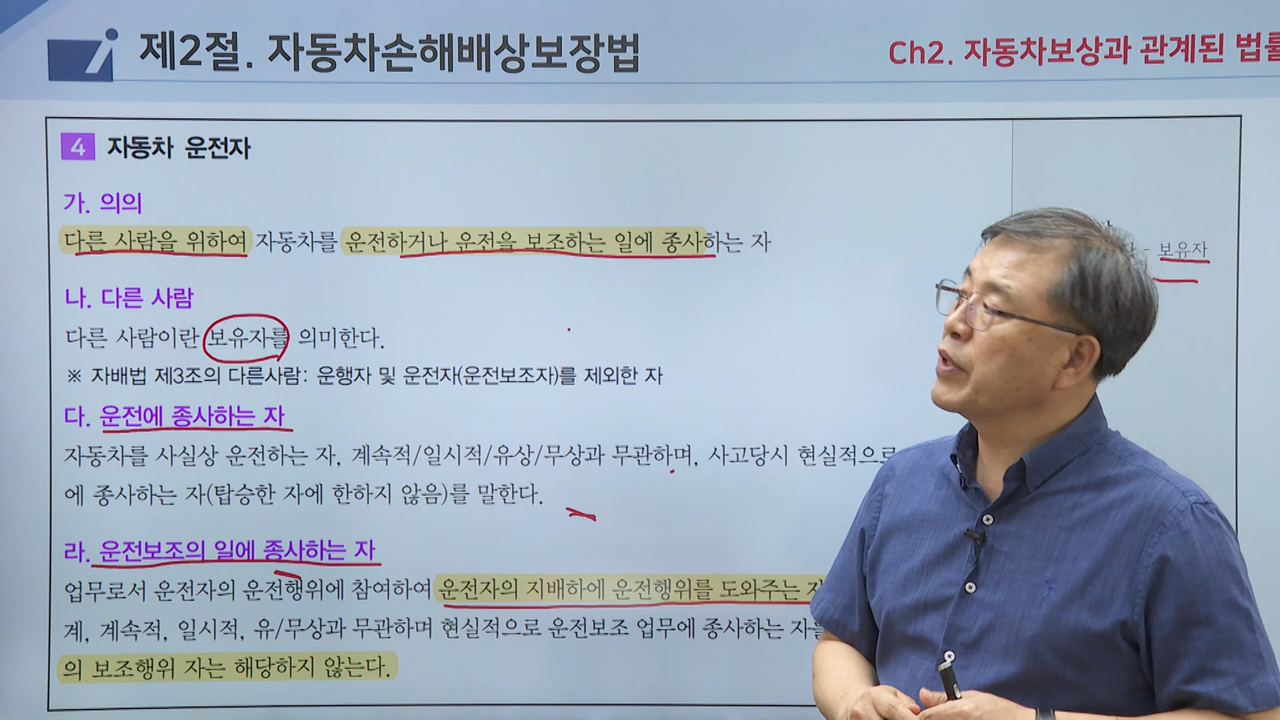 제2절. 자동차손해배상보장법
Ch2. 자동차보상과 관계된 법률
4 자동차 운전자
가. 의의
다른 사람을 위하여 자동차를 운전하거나 운전을 보조하는 일에 종사하는 자
- 보유자
나. 다른 사람
다른 사람이란 보유자를 의미한다.
※ 자배법 제3조의 다른사람: 운행자 및 운전자(운전보조자)를 제외한 자
다. 운전에 종사하는 자
자동차를 사실상 운전하는 자, 계속적/일시적/유상/무상과 무관하며, 사고당시 현실적으로
에 종사하는 자(탑승한 자에 한하지 않음)를 말한다.
라. 운전보조의 일에 종사하는 자
업무로서 운전자의 운전행위에 참여하여 운전자의 지배하에 운전행위를 도와주는 자
계, 계속적, 일시적, 유/무상과 무관하며 현실적으로 운전보조 업무에 종사하는 자를
의 보조행위 자는 해당하지 않는다.